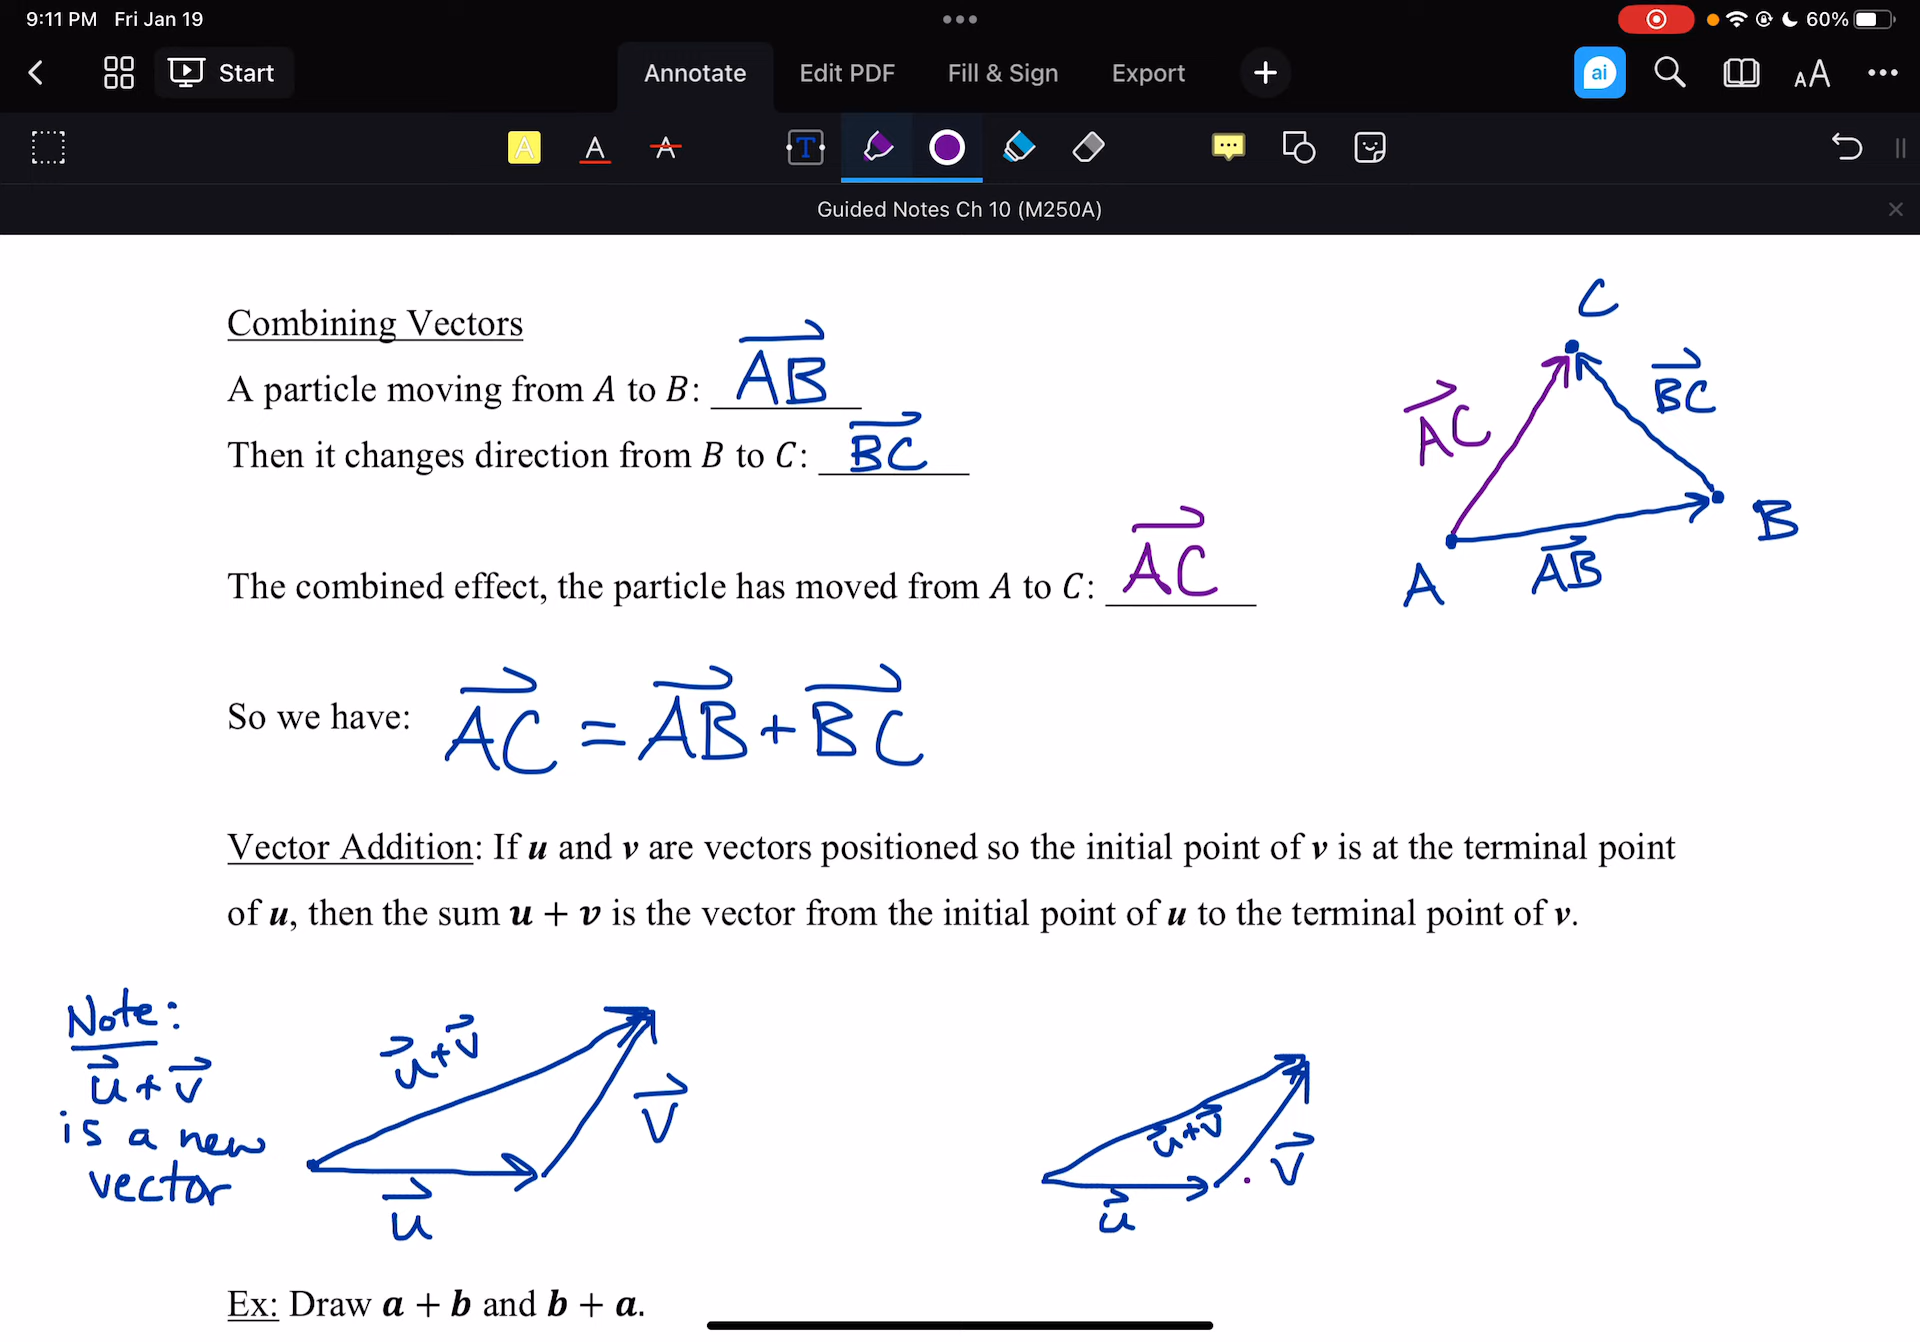 9:11 PM Fri Jan 19
60%
Start
Annotate
Edit PDF
Fill & Sign
Export
ai
AA
A
A
A
T
Guided Notes Ch 10 (M250A)
Combining Vectors
A particle moving from A to B: AB
Then it changes direction from B to C: BC
The combined effect, the particle has moved from A to C: AC
C
BC
AC
B
A
AB
So we have: AC = AB + BC
Vector Addition: If u and v are vectors positioned so the initial point of v is at the terminal point
of u, then the sum u + v is the vector from the initial point of u to the terminal point of v.
Note:
u + v
is a new
vector
u+v
v
u
u+v
v
u
Ex: Draw a + b and b + a.